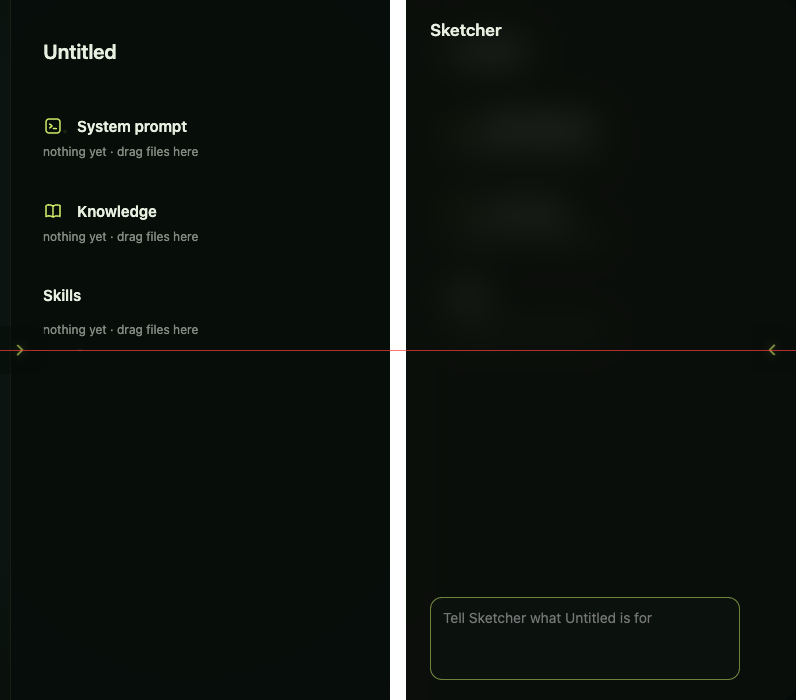 Untitled
System prompt
nothing yet · drag files here
Knowledge
nothing yet · drag files here
Skills
nothing yet · drag files here
Sketcher
Tell Sketcher what Untitled is for